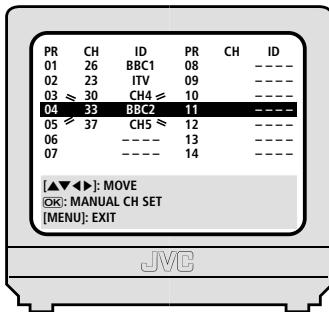 PR CH ID PR CH ID
01 26 BBC1 08 ––––
02 23 ITV 09 ––––
03 30 CH4 10 ––––
04 33 BBC2 11 ––––
05 37 CH5 12 ––––
06 –––– 13 ––––
07 –––– 14 ––––
[▲▼◀▶]: MOVE
OK: MANUAL CH SET
[MENU]: EXIT
JVC